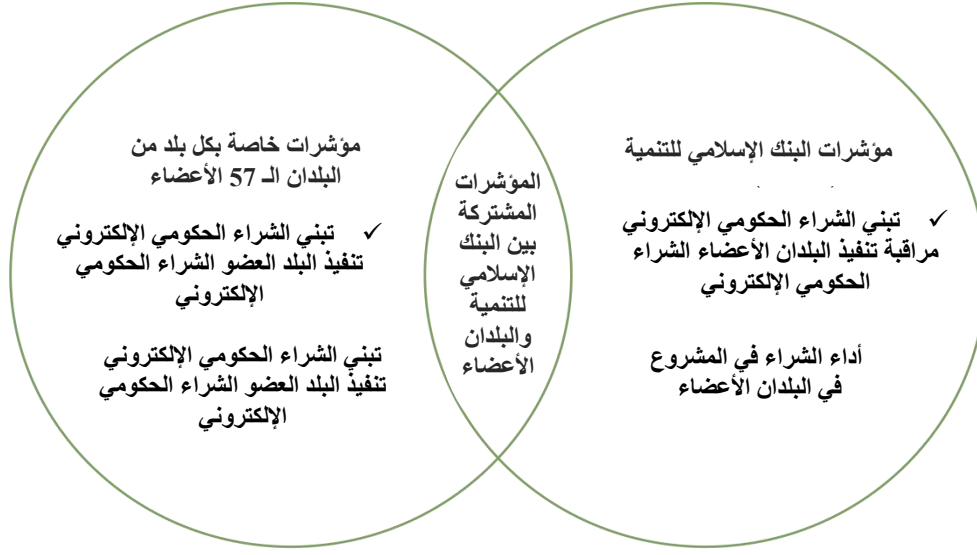 مؤشرات البنك الإسلامي للتنمية
✓ تبني الشراء الحكومي الإلكتروني
مراقبة تنفيذ البلدان الأعضاء الشراء
الحكومي الإلكتروني
أداء الشراء في المشروع
في البلدان الأعضاء
المؤشرات
المشتركة
بين البنك
الإسلامي
للتنمية
والبلدان
الأعضاء
مؤشرات خاصة بكل بلد من
البلدان الـ 57 الأعضاء
✓ تبني الشراء الحكومي الإلكتروني
تنفيذ البلد العضو الشراء الحكومي
الإلكتروني
تبني الشراء الحكومي الإلكتروني
تنفيذ البلد العضو الشراء الحكومي
الإلكتروني